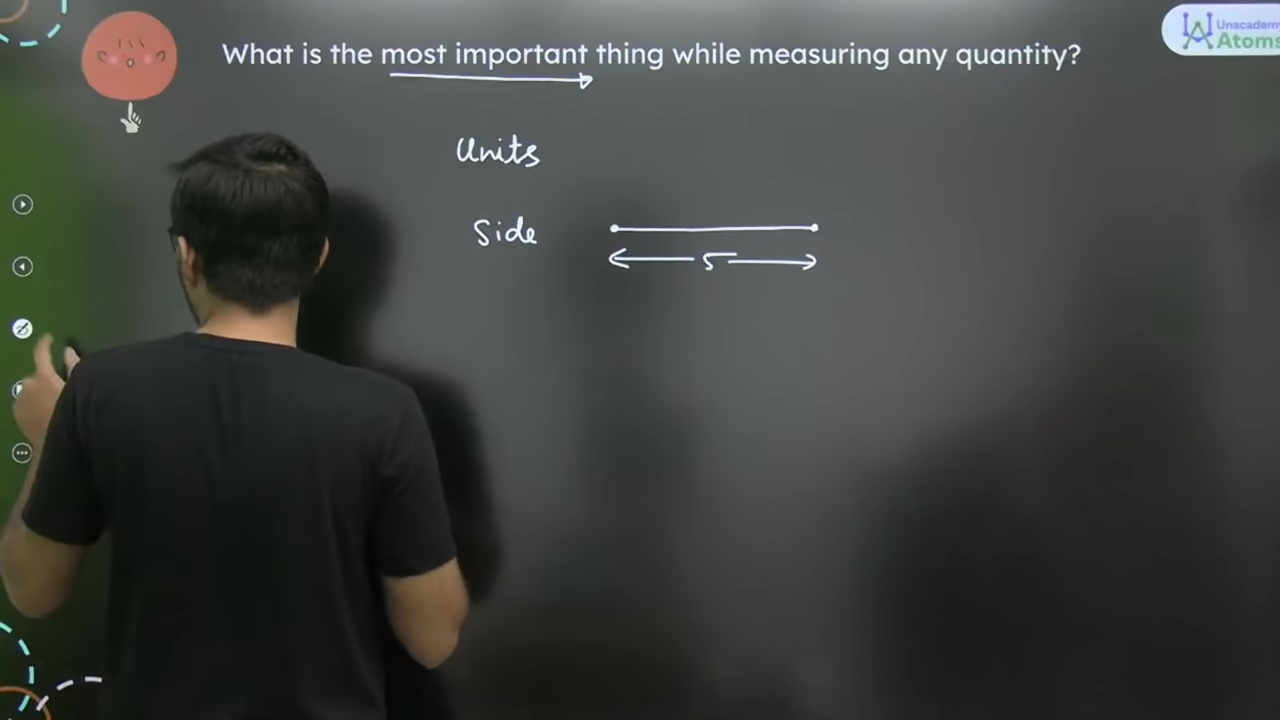 Unacademy
Atoms
What is the most important thing while measuring any quantity?
Units
Side
5